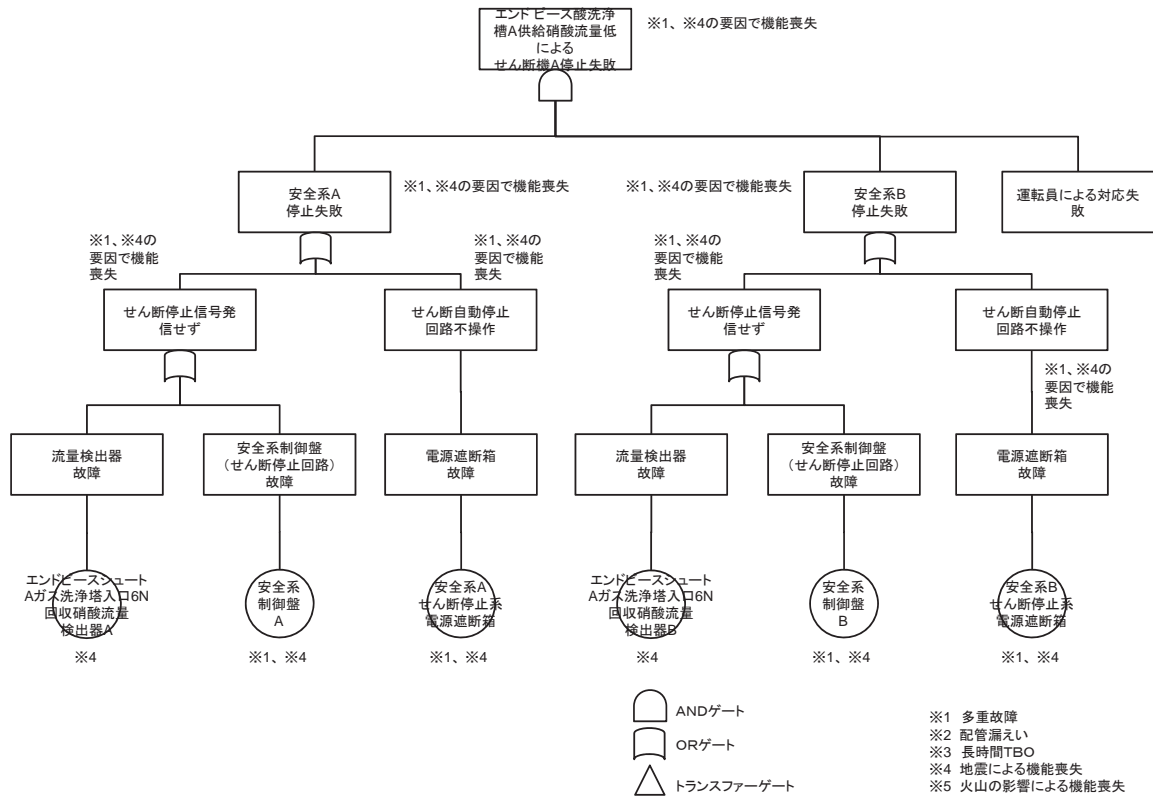 エンドピース酸洗浄
槽A供給硝酸流量低
による
せん断機A停止失敗
※1、※4の要因で機能喪失
安全系A
停止失敗
※1、※4の要因で機能喪失
※1、※4の要因で機能喪失
安全系B
停止失敗
運転員による対応失
敗
※1、※4の
要因で機能
喪失
※1、※4の
要因で機能
喪失
※1、※4の
要因で機能
喪失
せん断停止信号発
信せず
せん断自動停止
回路不操作
せん断停止信号発
信せず
せん断自動停止
回路不操作
※1、※4の
要因で機能
喪失
流量検出器
故障
安全系制御盤
（せん断停止回路）
故障
電源遮断箱
故障
流量検出器
故障
安全系制御盤
（せん断停止回路）
故障
電源遮断箱
故障
エンドピースシュート
Aガス洗浄塔入口6N
回収硝酸流量
検出器A
※4
安全系
制御盤
A
※1、※4
安全系A
せん断停止系
電源遮断箱
※1、※4
エンドピースシュート
Aガス洗浄塔入口6N
回収硝酸流量
検出器B
※4
安全系
制御盤
B
※1、※4
安全系B
せん断停止系
電源遮断箱
※1、※4
ANDゲート
ORゲート
トランスファーゲート
※1 多重故障
※2 配管漏えい
※3 長時間TBO
※4 地震による機能喪失
※5 火山の影響による機能喪失